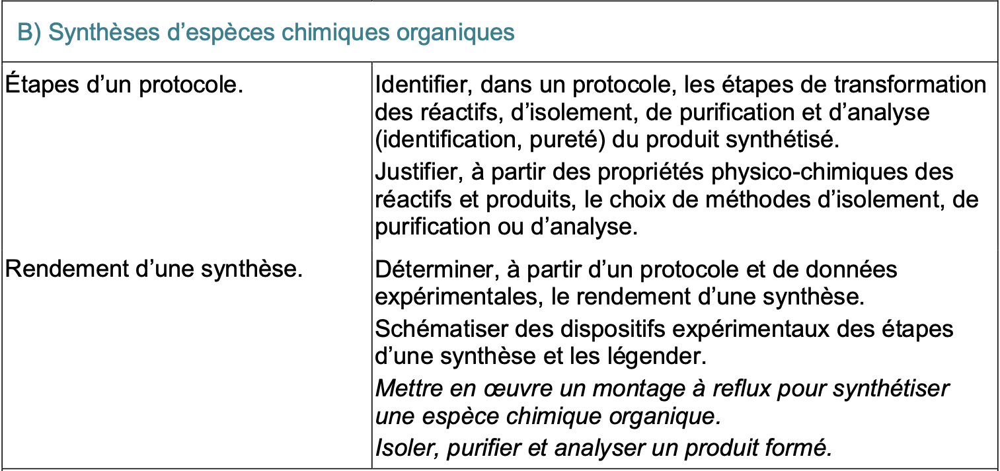 B) Synthèses d’espèces chimiques organiques
Étapes d’un protocole.
Identifier, dans un protocole, les étapes de transformation
des réactifs, d’isolement, de purification et d’analyse
(identification, pureté) du produit synthétisé.
Justifier, à partir des propriétés physico-chimiques des
réactifs et produits, le choix de méthodes d’isolement, de
purification ou d’analyse.
Rendement d’une synthèse.
Déterminer, à partir d’un protocole et de données
expérimentales, le rendement d’une synthèse.
Schématiser des dispositifs expérimentaux des étapes
d’une synthèse et les légender.
Mettre en œuvre un montage à reflux pour synthétiser
une espèce chimique organique.
Isoler, purifier et analyser un produit formé.